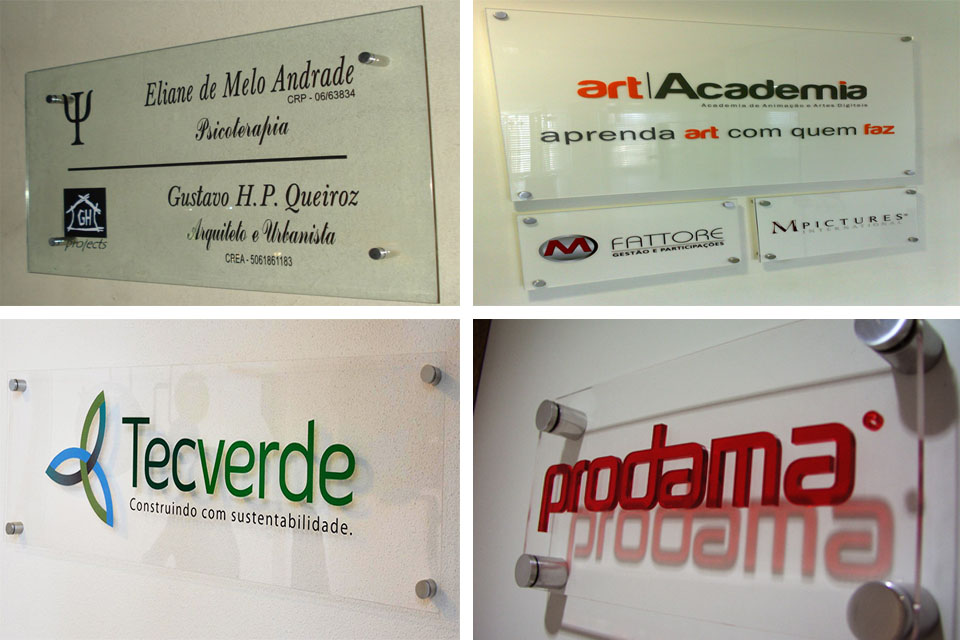 Eliane de Melo Andrade
CRP - 06/63834
Psicoterapia
Gustavo H. P. Queiroz
Arquiteto e Urbanista
CREA - 5061861183
GH
projects
art|Academia
Academia de Animação e Artes Digitais
aprenda art com quem faz
M FATTORE
GESTÃO E PARTICIPAÇÕES
MPICTURES
INTERNATIONAL
Tecverde
Construindo com sustentabilidade.
prodama®